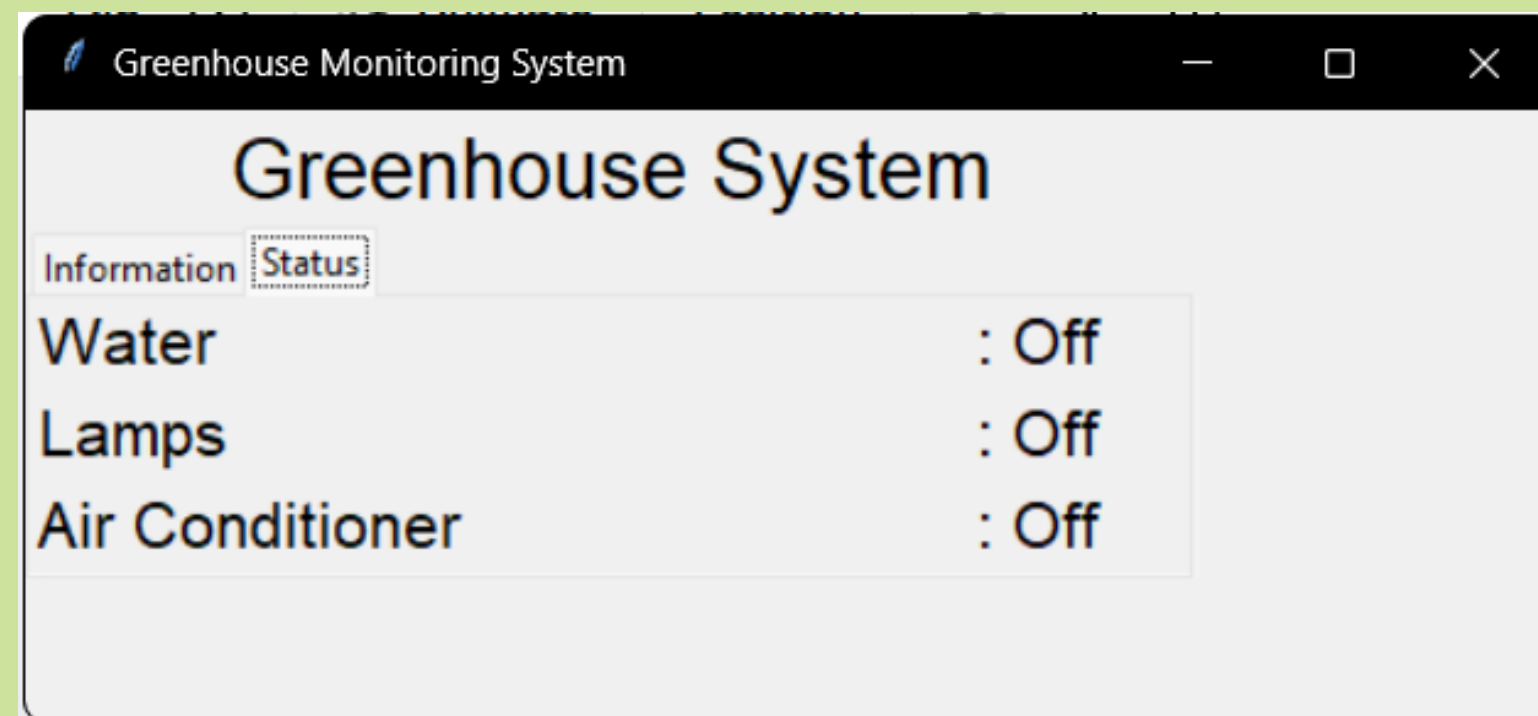 Greenhouse Monitoring System
Greenhouse System
Information Status
Water : Off
Lamps : Off
Air Conditioner : Off